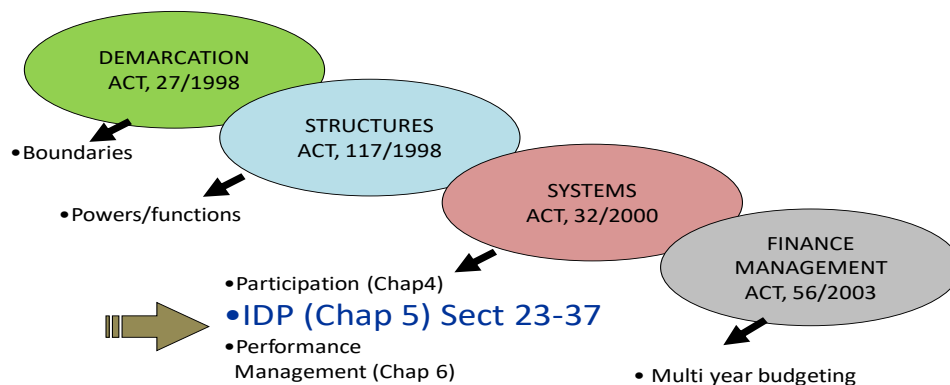 DEMARCATION
ACT, 27/1998
STRUCTURES
ACT, 117/1998
•Boundaries
SYSTEMS
ACT, 32/2000
•Powers/functions
FINANCE
MANAGEMENT
ACT, 56/2003
•Participation (Chap4)
•IDP (Chap 5) Sect 23-37
•Performance
Management (Chap 6)
• Multi year budgeting